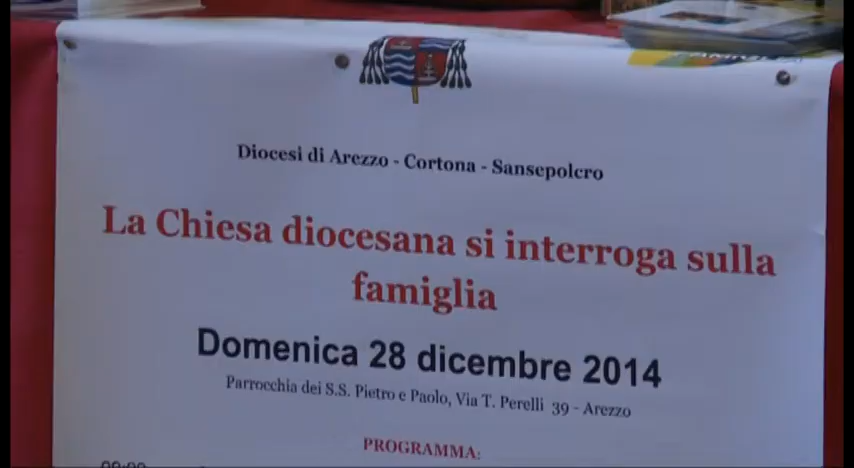 Diocesi di Arezzo - Cortona - Sansepolcro
La Chiesa diocesana si interroga sulla
famiglia
Domenica 28 dicembre 2014
Parrocchia dei S.S. Pietro e Paolo, Via T. Perelli 39 - Arezzo
PROGRAMMA: